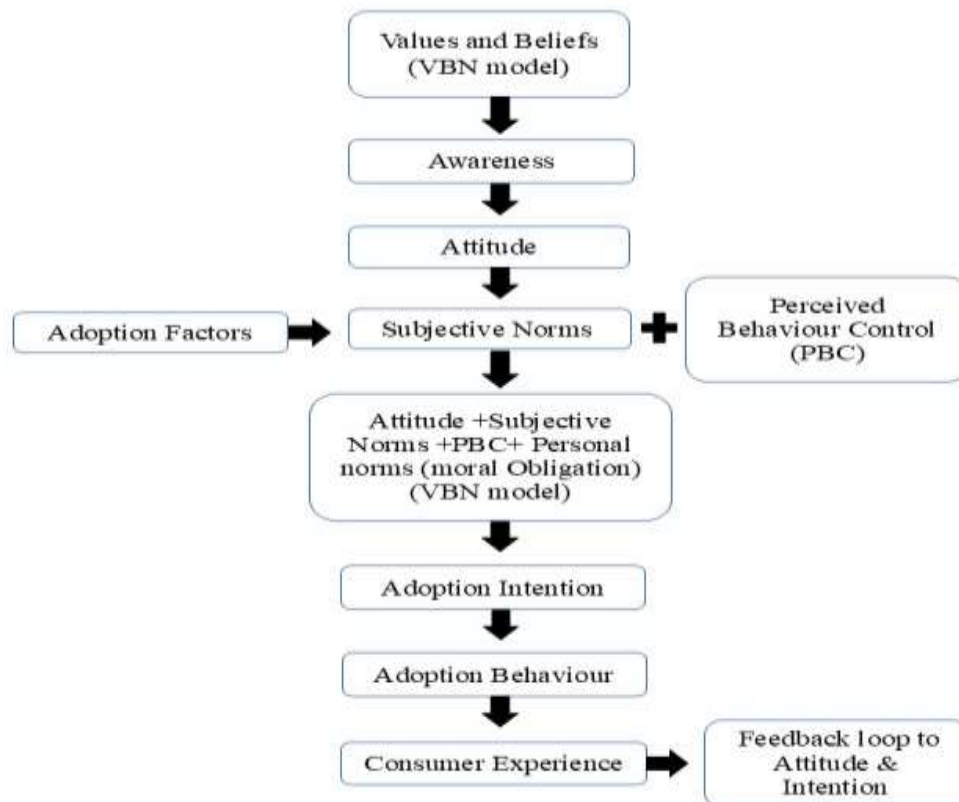 Values and Beliefs
(VBN model)
Awareness
Attitude
Adoption Factors
Subjective Norms
Perceived
Behaviour Control
(PBC)
Attitude +Subjective
Norms +PBC+ Personal
norms (moral Obligation)
(VBN model)
Adoption Intention
Adoption Behaviour
Consumer Experience
Feedback loop to
Attitude &
Intention